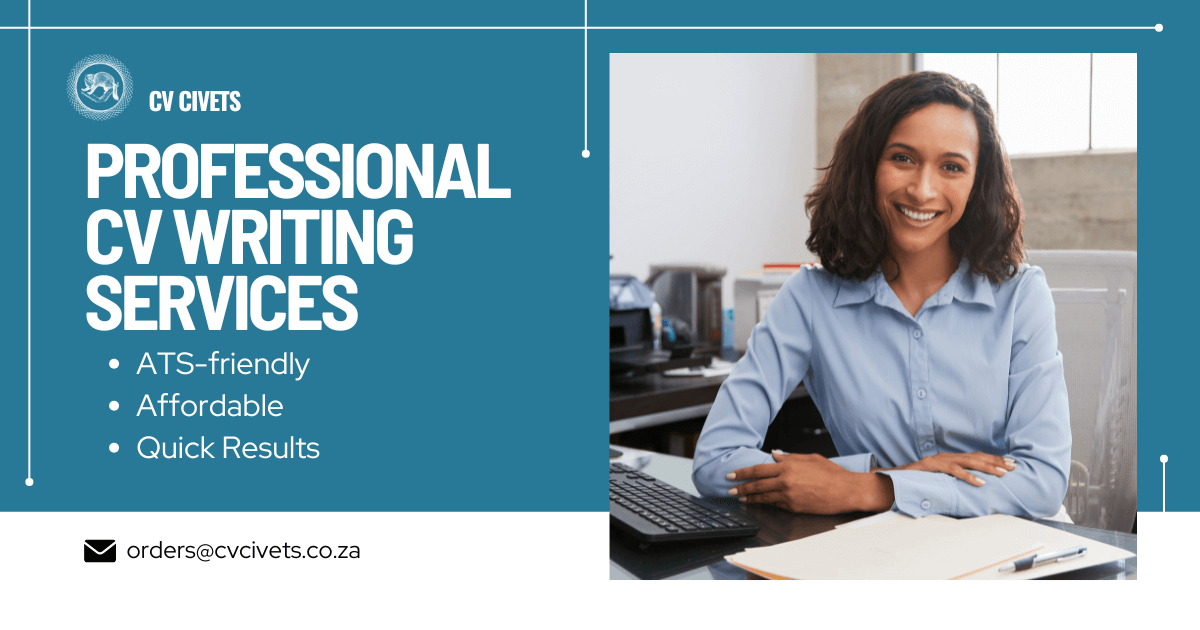 CV CIVETS
PROFESSIONAL
CV WRITING
SERVICES
ATS-friendly
Affordable
Quick Results
orders@cvcivets.co.za